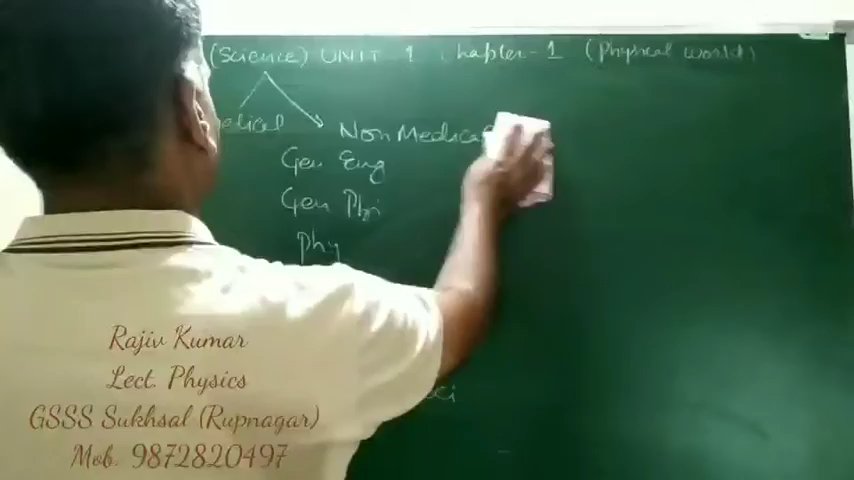 (Science) UNIT - 1 Chapter - 1 (Physical world)
Non Medical
Gen Eng
Gen Pbi
Phy
Rajiv Kumar
Lect. Physics
GSSS Sukhsal (Rupnagar)
Mob. 9872820497